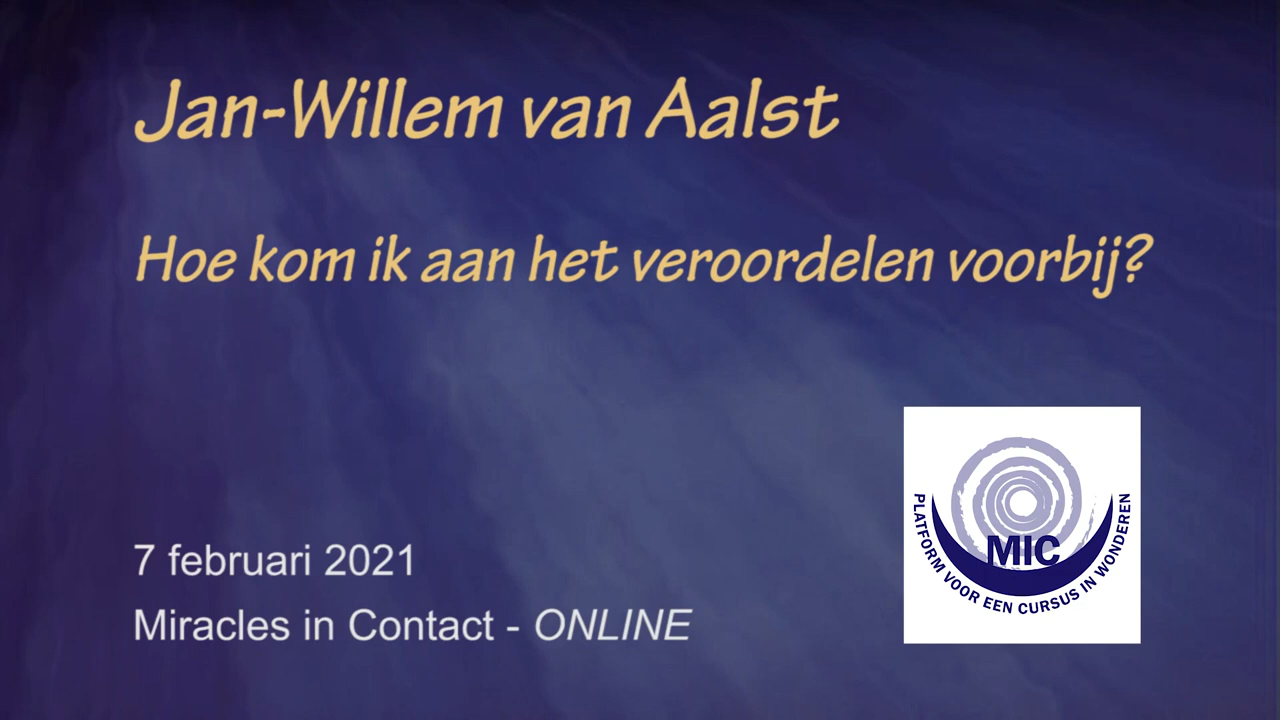 Jan-Willem van Aalst
Hoe kom ik aan het veroordelen voorbij?
7 februari 2021
Miracles in Contact - ONLINE
MIC
PLATFORM VOOR EEN CURSUS IN WONDEREN